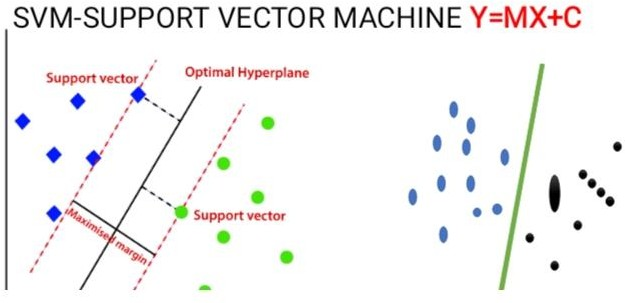 SVM-SUPPORT VECTOR MACHINE Y=MX+C
Support vector
Optimal Hyperplane
Support vector
Maximised margin